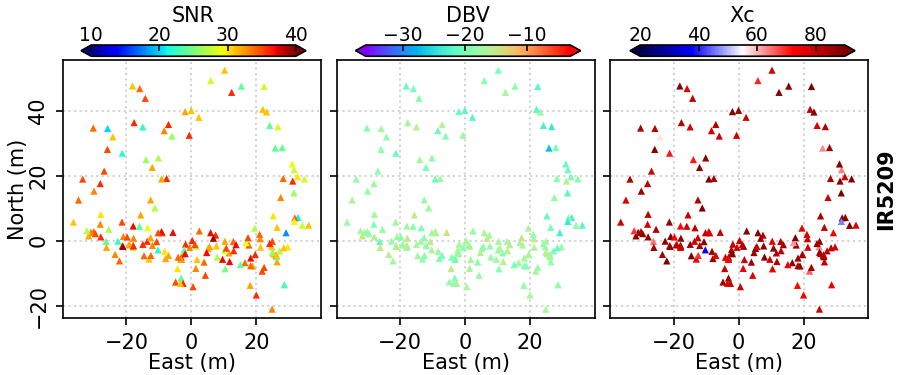 SNR DBV Xc
10 20 30 40 −30 −20 −10 20 40 60 80
North (m)
40
20
0
−20
−20 0 20 −20 0 20 −20 0 20
East (m) East (m) East (m)
IR5209